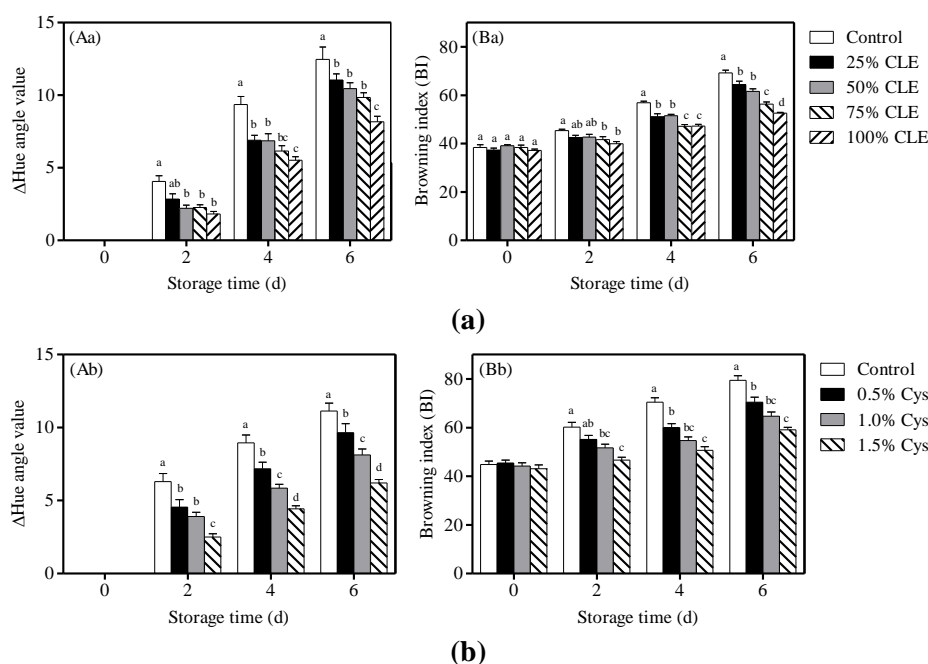 (Aa)
ΔHue angle value
15
10
5
0
a
ab
b
b
b
a
b
b
bc
c
a
b
b
b
c
0 2 4 6
Storage time (d)
(Ba)
Browning index (BI)
80
60
40
20
0
a a a a a
a
ab ab b b
a
b b
c c
a
b
b
c
d
0 2 4 6
Storage time (d)
Control
25% CLE
50% CLE
75% CLE
100% CLE
(a)
(Ab)
ΔHue angle value
15
10
5
0
a
b
b
c
a
b
c
d
a
b
c
d
0 2 4 6
Storage time (d)
(Bb)
Browning index (BI)
80
60
40
20
0
a
ab
bc
c
a
b
bc
c
a
b
bc
c
0 2 4 6
Storage time (d)
Control
0.5% Cys
1.0% Cys
1.5% Cys
(b)